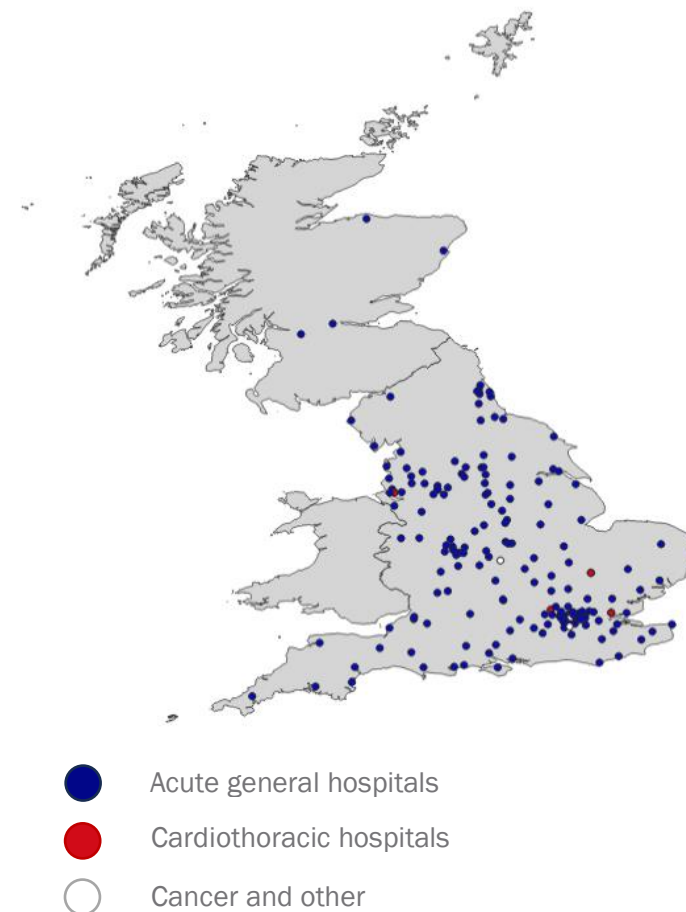 Acute general hospitals
Cardiothoracic hospitals
Cancer and other